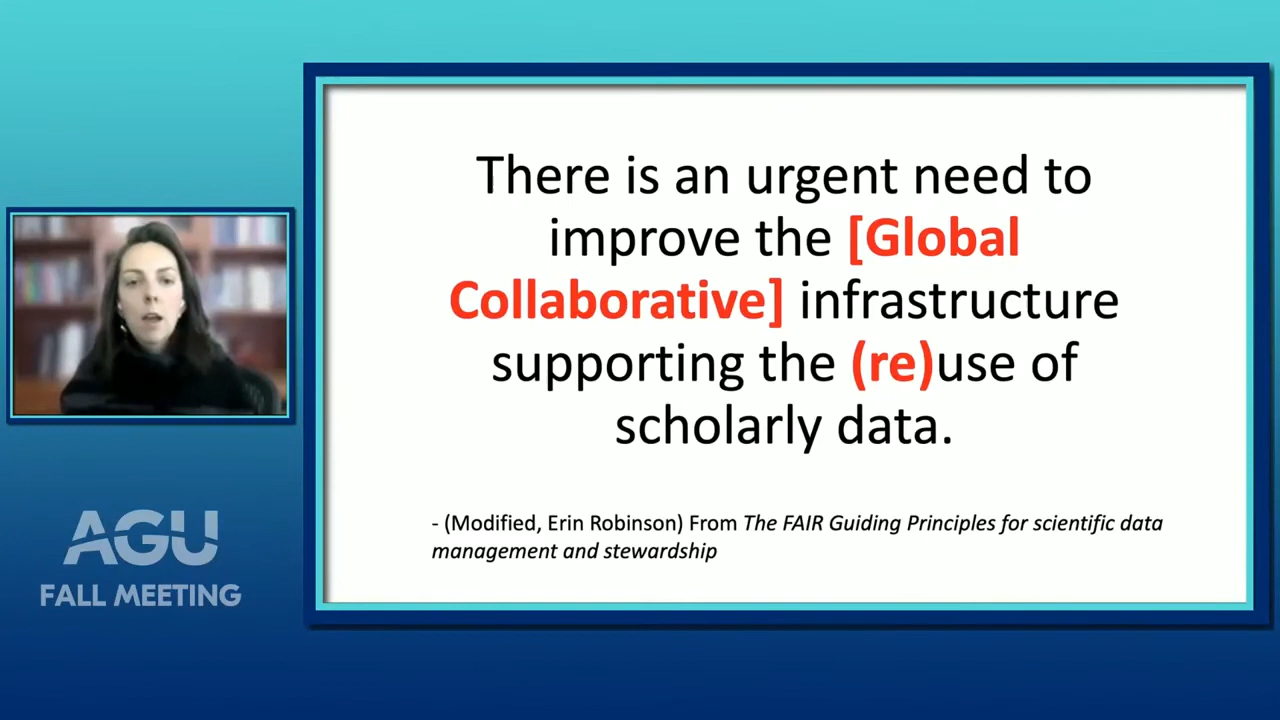 There is an urgent need to
improve the [Global
Collaborative] infrastructure
supporting the (re)use of
scholarly data.
- (Modified, Erin Robinson) From The FAIR Guiding Principles for scientific data
management and stewardship
AGU
FALL MEETING